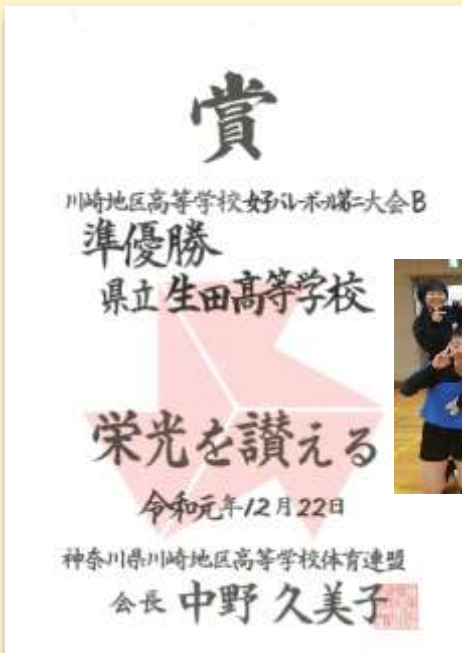 賞
川崎地区高等学校女子バレーボール第二大会B
準優勝
県立生田高等学校
栄光を讃える
令和元年12月22日
神奈川県川崎地区高等学校体育連盟
会長 中野 久美子